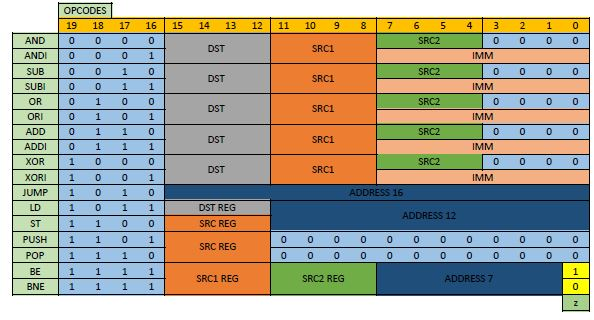 OPCODES
19 18 17 16 15 14 13 12 11 10 9 8 7 6 5 4 3 2 1 0
AND 0 0 0 0 DST SRC1 SRC2 0 0 0 0
ANDI 0 0 0 1 IMM
SUB 0 0 1 0 DST SRC1 SRC2 0 0 0 0
SUBI 0 0 1 1 IMM
OR 0 1 0 0 DST SRC1 SRC2 0 0 0 0
ORI 0 1 0 1 IMM
ADD 0 1 1 0 DST SRC1 SRC2 0 0 0 0
ADDI 0 1 1 1 IMM
XOR 1 0 0 0 DST SRC1 SRC2 0 0 0 0
XORI 1 0 0 1 IMM
JUMP 1 0 1 0 ADDRESS 16
LD 1 0 1 1 DST REG ADDRESS 12
ST 1 1 0 0 SRC REG
PUSH 1 1 0 1 SRC REG 0 0 0 0 0 0 0 0 0 0 0 0
POP 1 1 1 0 0 0 0 0 0 0 0 0 0 0 0 0
BE 1 1 1 1 SRC1 REG SRC2 REG ADDRESS 7 1
BNE 1 1 1 1 0
z